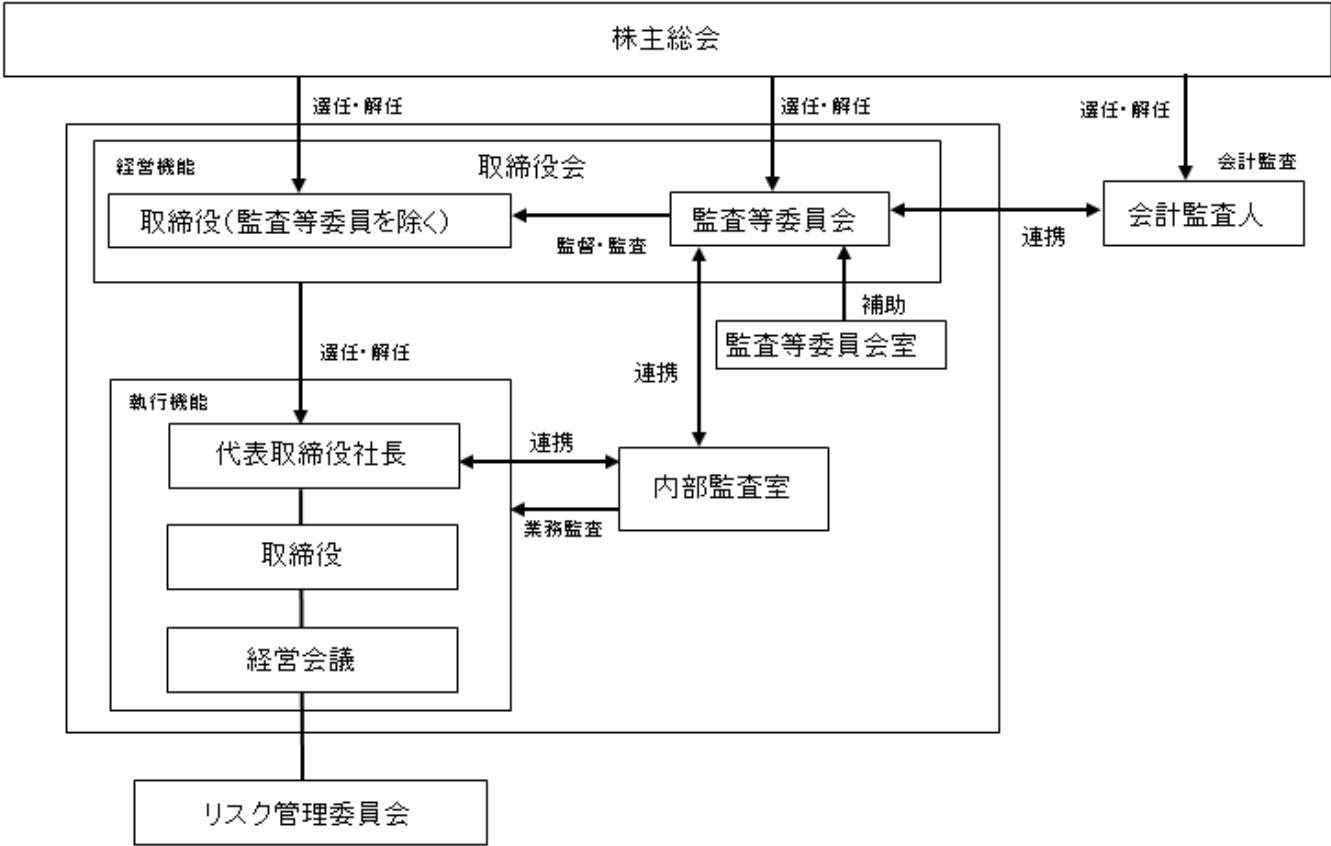 株主総会
選任・解任
選任・解任
選任・解任
経営機能
取締役会
会計監査
取締役(監査等委員を除く)
監査等委員会
会計監査人
監督・監査
連携
補助
監査等委員会室
選任・解任
連携
執行機能
代表取締役社長
連携
内部監査室
業務監査
取締役
経営会議
リスク管理委員会